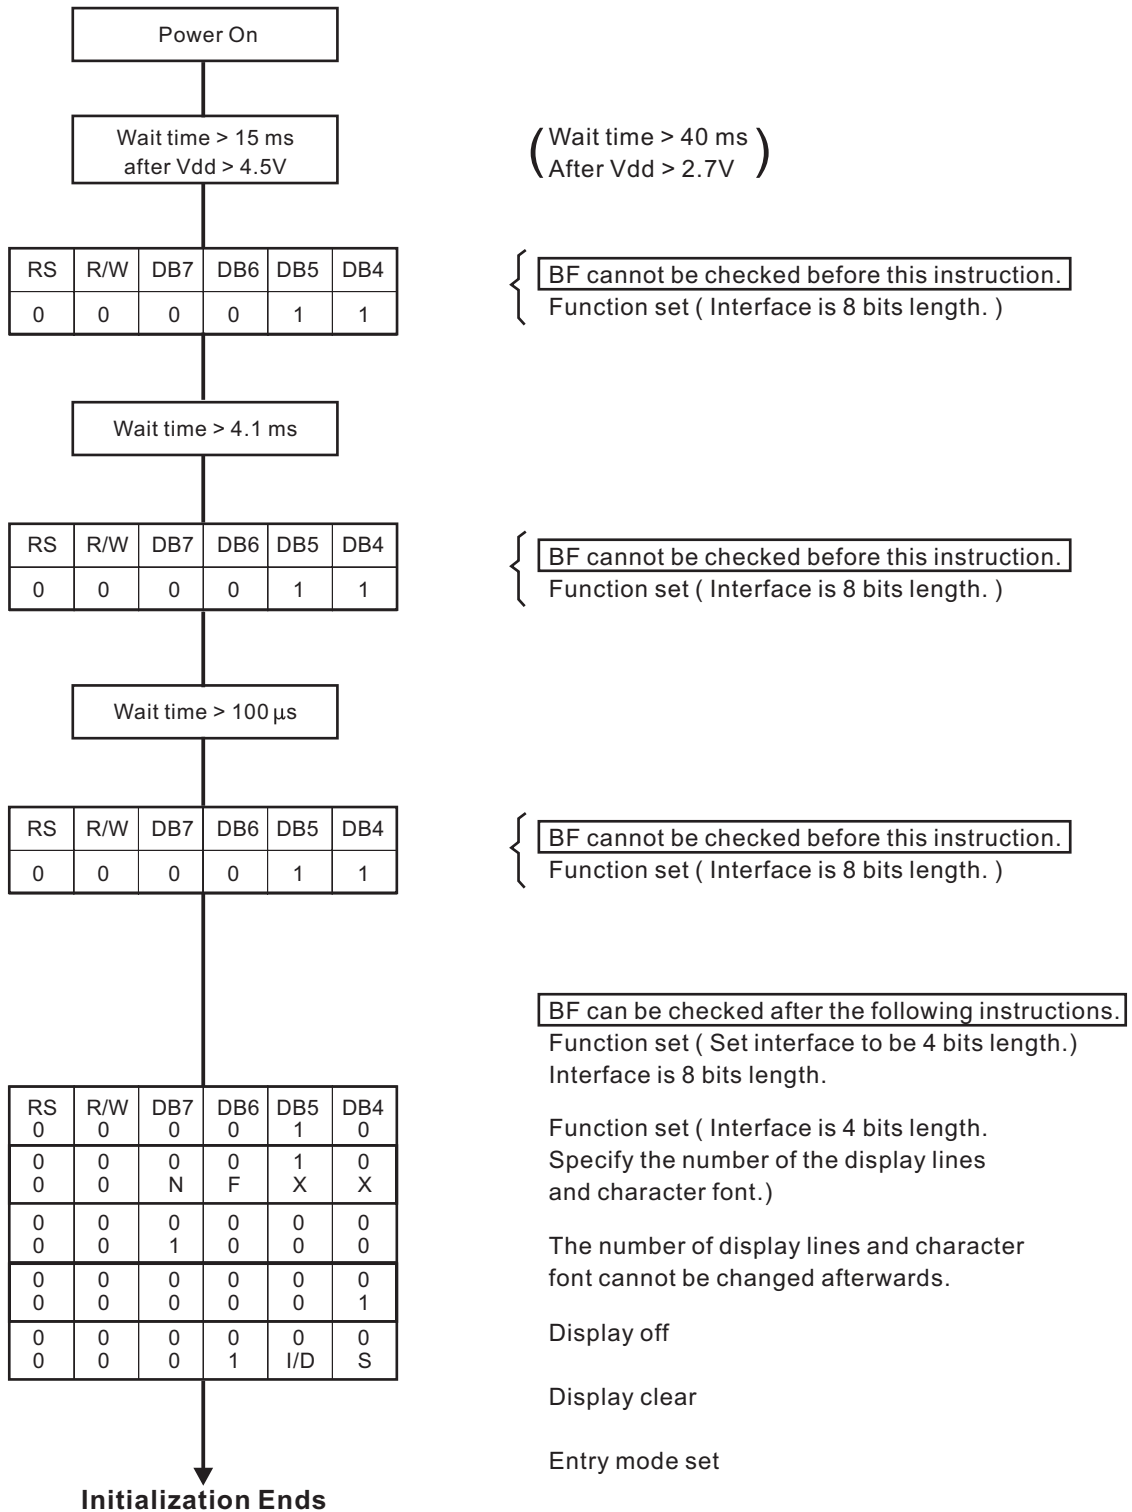 Power On
Wait time > 15 ms
after Vdd > 4.5V
(Wait time > 40 ms
After Vdd > 2.7V)
RS R/W DB7 DB6 DB5 DB4
0 0 0 0 1 1
BF cannot be checked before this instruction.
Function set ( Interface is 8 bits length. )
Wait time > 4.1 ms
RS R/W DB7 DB6 DB5 DB4
0 0 0 0 1 1
BF cannot be checked before this instruction.
Function set ( Interface is 8 bits length. )
Wait time > 100 µs
RS R/W DB7 DB6 DB5 DB4
0 0 0 0 1 1
BF cannot be checked before this instruction.
Function set ( Interface is 8 bits length. )
BF can be checked after the following instructions.
Function set ( Set interface to be 4 bits length.)
Interface is 8 bits length.
RS R/W DB7 DB6 DB5 DB4
0 0 0 0 1 0
0 0 0 0 1 0
0 0 N F X X
0 0 0 0 0 0
0 0 1 0 0 0
0 0 0 0 0 0
0 0 0 0 0 1
0 0 0 0 0 0
0 0 0 1 I/D S
Function set ( Interface is 4 bits length.
Specify the number of the display lines
and character font.)
The number of display lines and character
font cannot be changed afterwards.
Display off
Display clear
Entry mode set
Initialization Ends